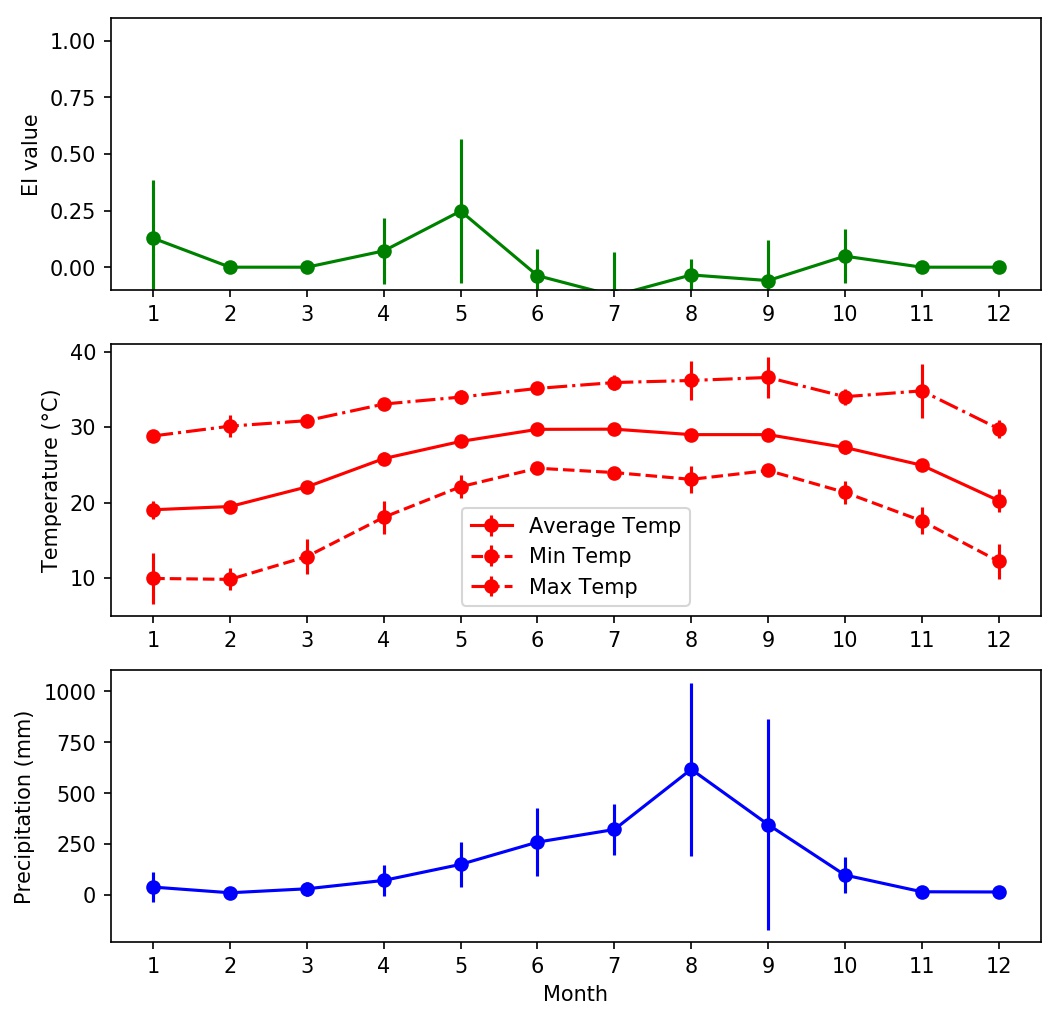 EI value
1.00
0.75
0.50
0.25
0.00
1 2 3 4 5 6 7 8 9 10 11 12
Temperature (°C)
40
30
20
10
Average Temp
Min Temp
Max Temp
1 2 3 4 5 6 7 8 9 10 11 12
Precipitation (mm)
1000
750
500
250
0
1 2 3 4 5 6 7 8 9 10 11 12
Month